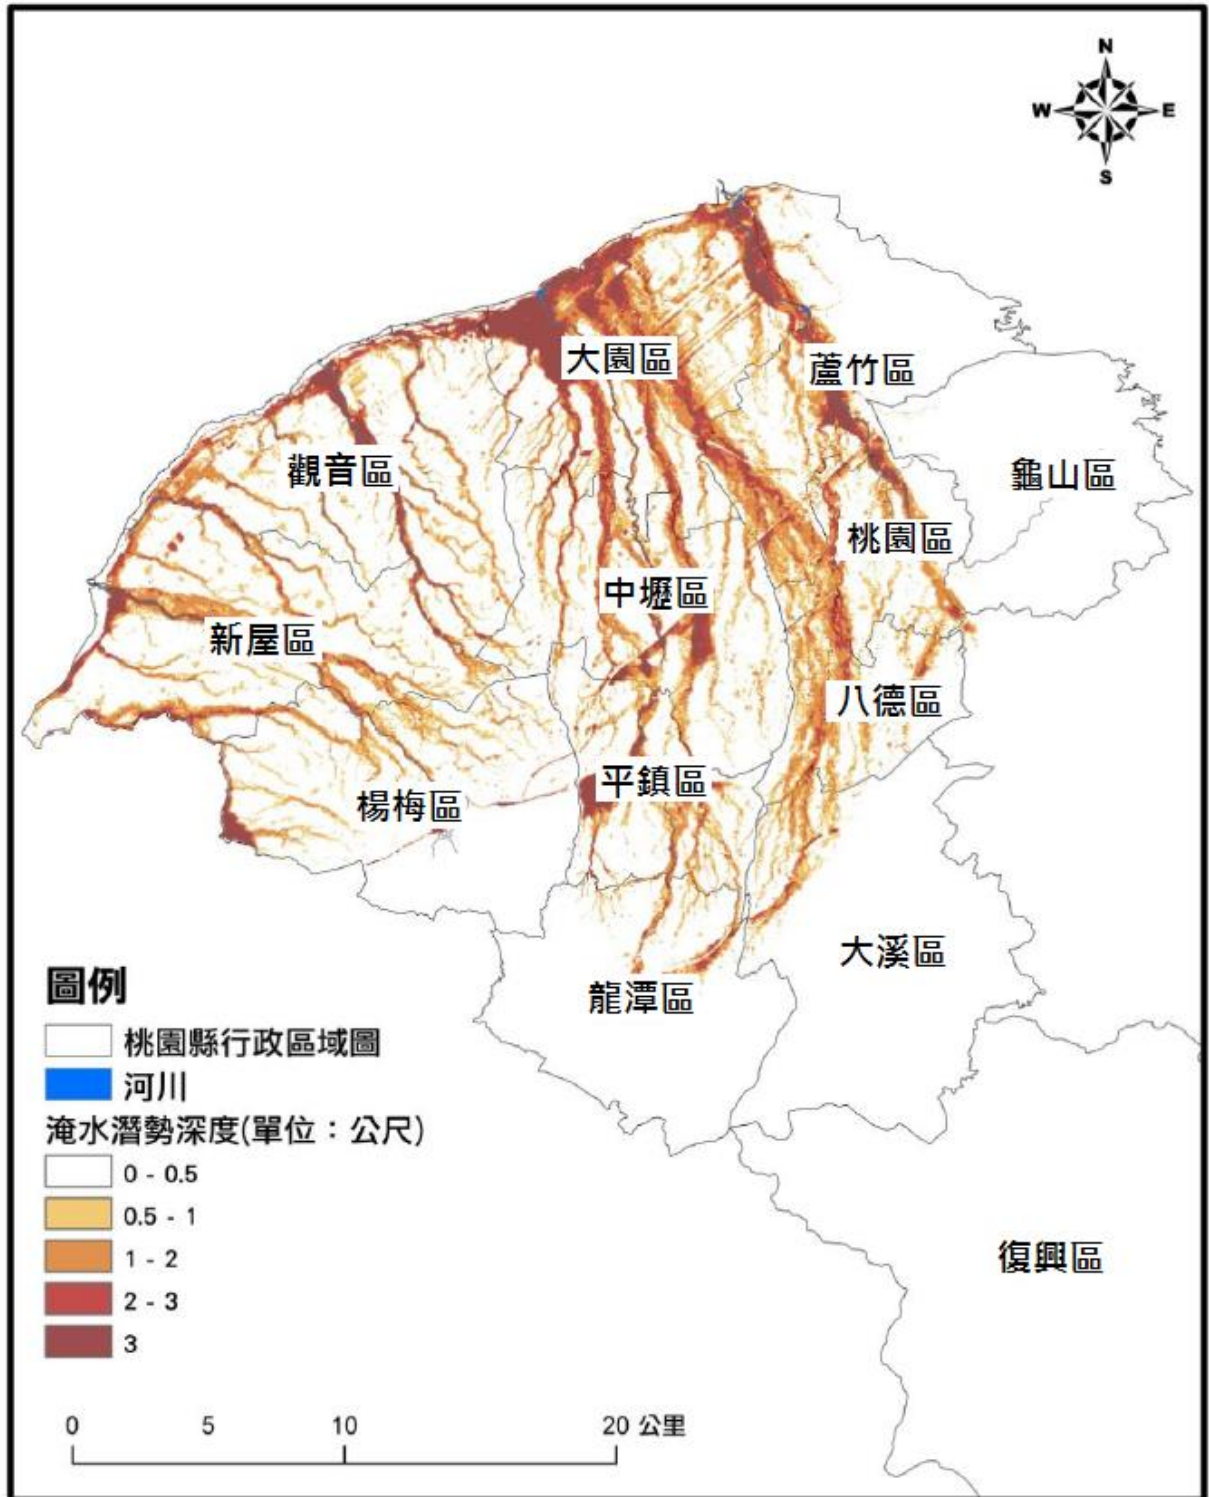 N
W E
S
大園區
蘆竹區
觀音區
龜山區
桃園區
中壢區
新屋區
八德區
平鎮區
楊梅區
大溪區
龍潭區
圖例
桃園縣行政區域圖
河川
淹水潛勢深度(單位：公尺)
0 - 0.5
0.5 - 1
1 - 2
2 - 3
3
復興區
0 5 10 20 公里